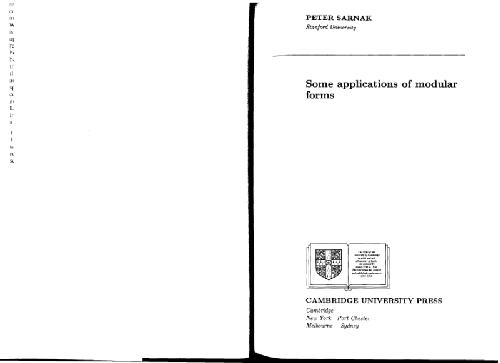 PETER SARNAK
Stanford University
Some applications of modular
forms
CAMBRIDGE UNIVERSITY PRESS
Cambridge
New York Port Chester
Melbourne Sydney